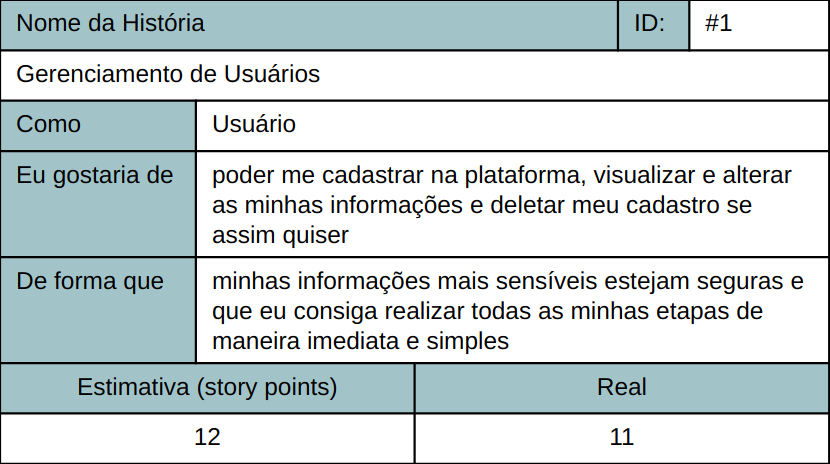 Nome da História ID: #1
Gerenciamento de Usuários
Como Usuário
Eu gostaria de poder me cadastrar na plataforma, visualizar e alterar
as minhas informações e deletar meu cadastro se
assim quiser
De forma que minhas informações mais sensíveis estejam seguras e
que eu consiga realizar todas as minhas etapas de
maneira imediata e simples
Estimativa (story points) Real
12 11